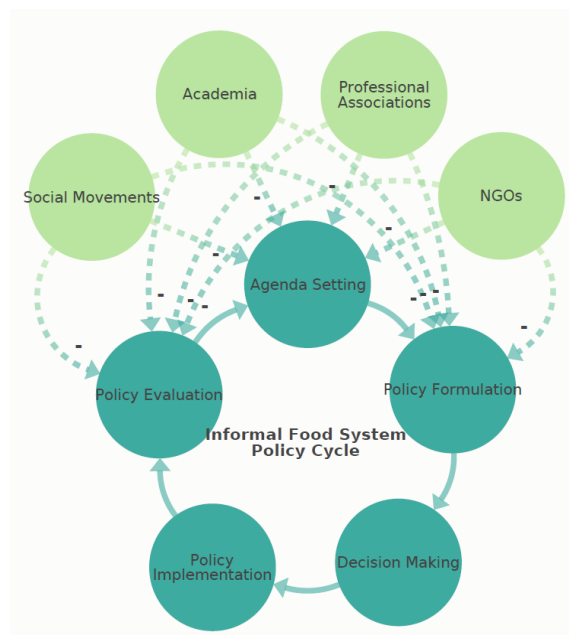 Academia
Professional
Associations
Social Movements
NGOs
-
-
-
-
Agenda Setting
-
-
-
-
-
-
-
-
Policy Evaluation
Policy Formulation
Informal Food System
Policy Cycle
Policy
Implementation
Decision Making